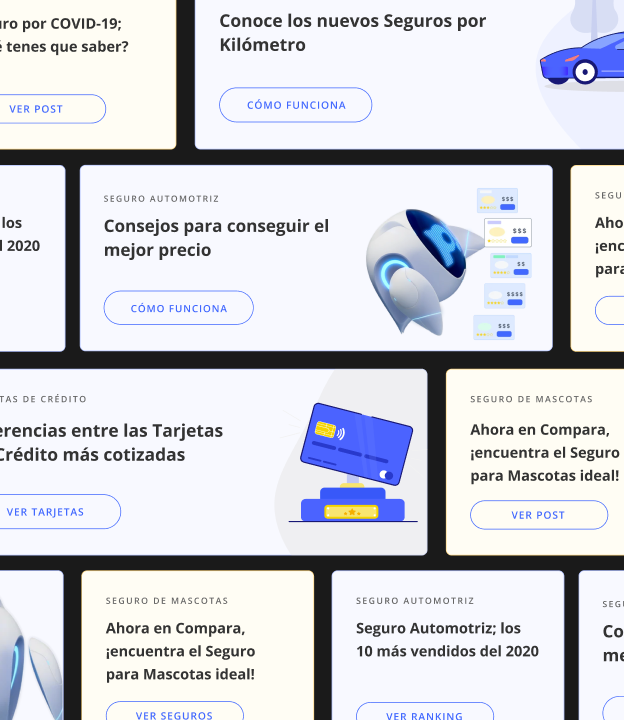 ro por COVID-19;
tenes que saber?
VER POST
Conoce los nuevos Seguros por
Kilómetro
CÓMO FUNCIONA
los
2020
SEGURO AUTOMOTRIZ
Consejos para conseguir el
mejor precio
CÓMO FUNCIONA
$$$
$$$
$$
$$$$
$$$
SEGU
Aho
¡enc
para
TAS DE CRÉDITO
erencias entre las Tarjetas
Crédito más cotizadas
VER TARJETAS
SEGURO DE MASCOTAS
Ahora en Compara,
¡encuentra el Seguro
para Mascotas ideal!
VER POST
SEGURO DE MASCOTAS
Ahora en Compara,
¡encuentra el Seguro
para Mascotas ideal!
VER SEGUROS
SEGURO AUTOMOTRIZ
Seguro Automotriz; los
10 más vendidos del 2020
VER RANKING
SEGU
Co
me